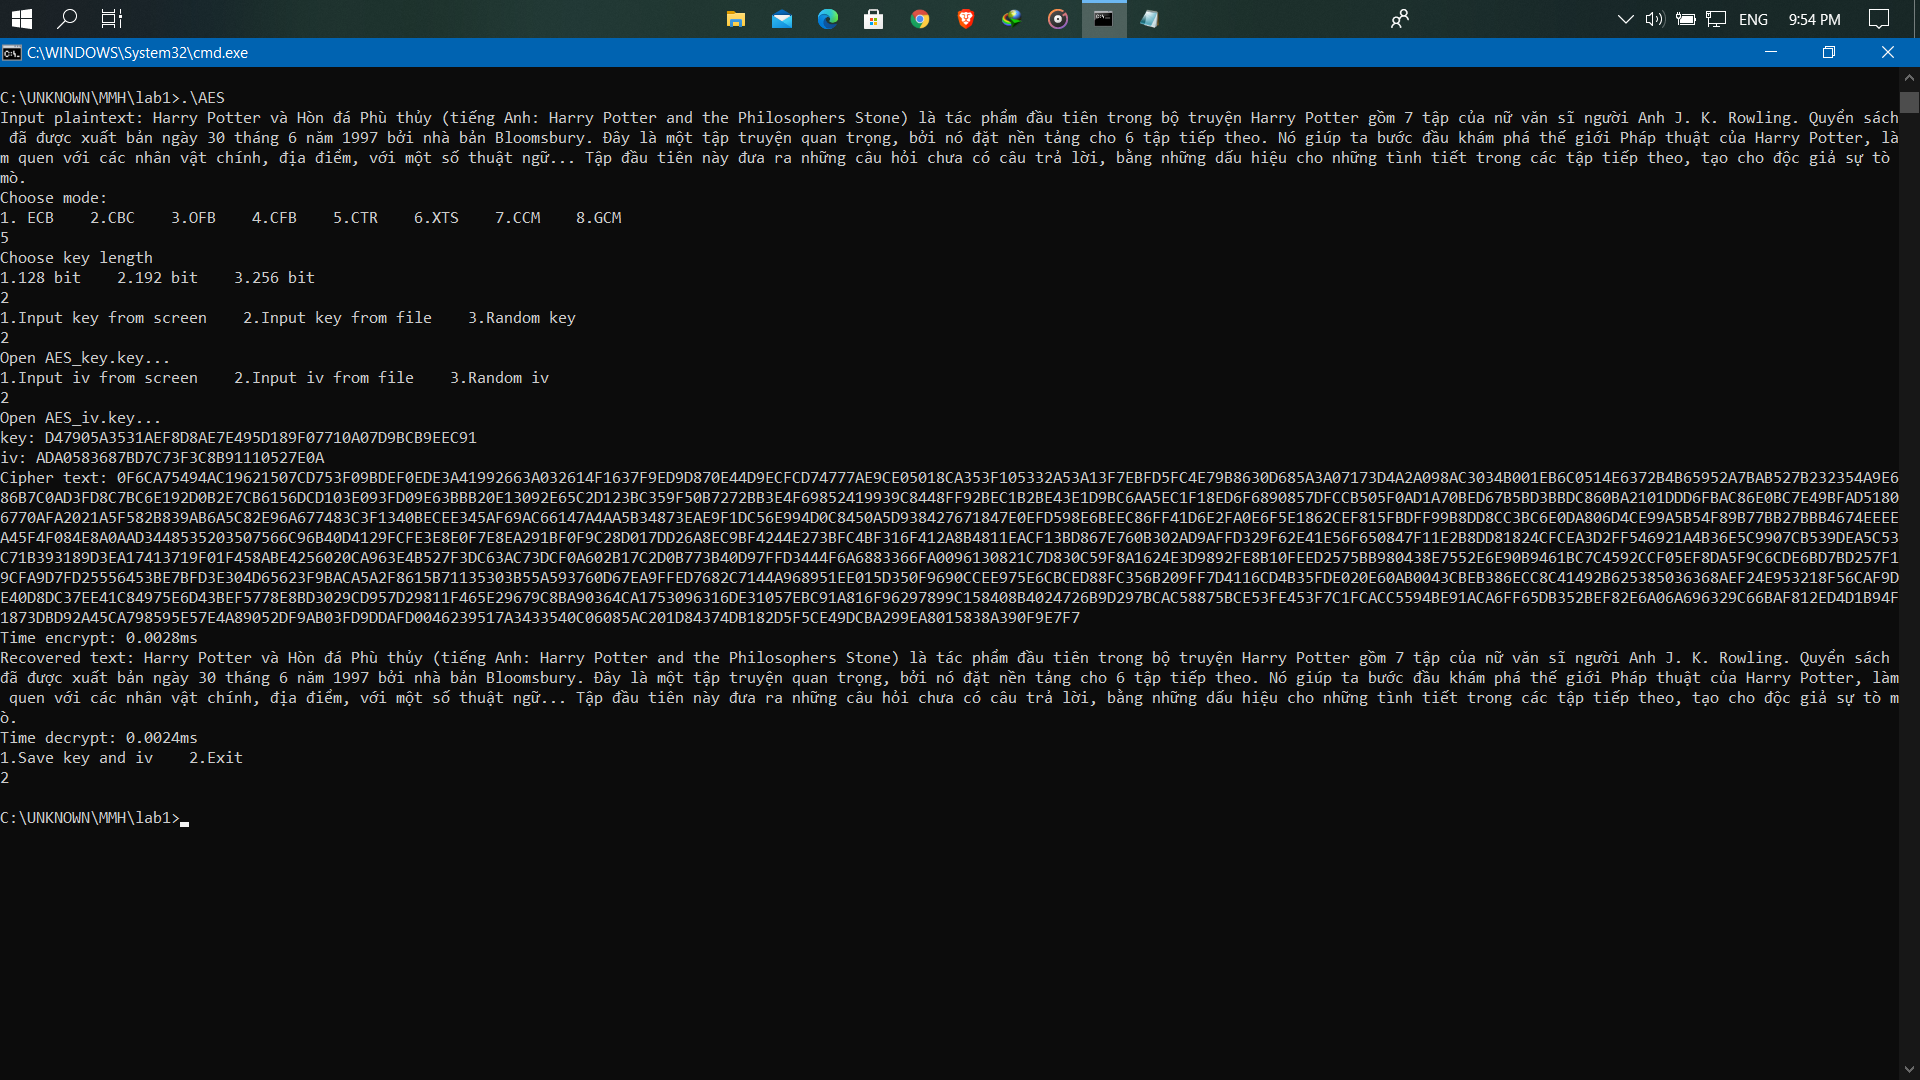 ENG
9:54 PM
C:\WINDOWS\System32\cmd.exe
C:\UNKNOWN\MMH\lab1>.\AES
Input plaintext: Harry Potter và Hòn đá Phù thủy (tiếng Anh: Harry Potter and the Philosophers Stone) là tác phẩm đầu tiên trong bộ truyện Harry Potter gồm 7 tập của nữ văn sĩ người Anh J. K. Rowling. Quyển sách
đã được xuất bản ngày 30 tháng 6 năm 1997 bởi nhà bản Bloomsbury. Đây là một tập truyện quan trọng, bởi nó đặt nền tảng cho 6 tập tiếp theo. Nó giúp ta bước đầu khám phá thế giới Pháp thuật của Harry Potter, là
m quen với các nhân vật chính, địa điểm, với một số thuật ngữ... Tập đầu tiên này đưa ra những câu hỏi chưa có câu trả lời, bằng những dấu hiệu cho những tình tiết trong các tập tiếp theo, tạo cho độc giả sự tò
mò.
Choose mode:
1. ECB    2.CBC    3.OFB    4.CFB    5.CTR    6.XTS    7.CCM    8.GCM
5
Choose key length
1.128 bit    2.192 bit    3.256 bit
2
1.Input key from screen    2.Input key from file    3.Random key
2
Open AES_key.key...
1.Input iv from screen    2.Input iv from file    3.Random iv
2
Open AES_iv.key...
key: D47905A3531AEF8D8AE7E495D189F07710A07D9BCB9EEC91
iv: ADA0583687BD7C73F3C8B91110527E0A
Cipher text: 0F6CA75494AC19621507CD753F09BDEF0EDE3A41992663A032614F1637F9ED9D870E44D9ECFCD74777AE9CE05018CA353F105332A53A13F7EBFD5FC4E79B8630D685A3A07173D4A2A098AC3034B001EB6C0514E6372B4B65952A7BAB527B232354A9E6
86B7C0AD3FD8C7BC6E192D0B2E7CB6156DCD103E093FD09E63BBB20E13092E65C2D123BC359F50B7272BB3E4F69852419939C8448FF92BEC1B2BE43E1D9BC6AA5EC1F18ED6F6890857DFCCB505F0AD1A70BED67B5BD3BBDC860BA2101DDD6FBAC86E0BC7E49BFAD5180
6770AFA2021A5F582B839AB6A5C82E96A677483C3F1340BECEE345AF69AC66147A4AA5B34873EAE9F1DC56E994D0C8450A5D938427671847E0EFD598E6BEEC86FF41D6E2FA0E6F5E1862CEF815FBDFF99B8DD8CC3BC6E0DA806D4CE99A5B54F89B77BB27BBB4674EEEE
A45F4F084E8A0AAD3448535203507566C96B40D4129FCFE3E8E0F7E8EA291BF0F9C28D017DD26A8EC9BF4244E273BFC4BF316F412A8B4811EACF13BD867E760B302AD9AFFD329F62E41E56F650847F11E2B8DD81824CFCEA3D2FF546921A4B36E5C9907CB539DEA5C53
C71B393189D3EA17413719F01F458ABE4256020CA963E4B527F3DC63AC73DCF0A602B17C2D0B773B40D97FFD3444F6A6883366FA0096130821C7D830C59F8A1624E3D9892FE8B10FEED2575BB980438E7552E6E90B9461BC7C4592CCF05EF8DA5F9C6CDE6BD7BD257F1
9CFA9D7FD25556453BE7BFD3E304D65623F9BACA5A2F8615B71135303B55A593760D67EA9FFED7682C7144A968951EE015D350F9690CCEE975E6CBCED88FC356B209FF7D4116CD4B35FDE020E60AB0043CBEB386ECC8C41492B625385036368AEF24E953218F56CAF9D
E40D8DC37EE41C84975E6D43BEF5778E8BD3029CD957D29811F465E29679C8BA90364CA1753096316DE31057EBC91A816F96297899C158408B4024726B9D297BCAC58875BCE53FE453F7C1FCACC5594BE91ACA6FF65DB352BEF82E6A06A696329C66BAF812ED4D1B94F
1873DBD92A45CA798595E57E4A89052DF9AB03FD9DDAFD0046239517A3433540C06085AC201D84374DB182D5F5CE49DCBA299EA8015838A390F9E7F7
Time encrypt: 0.0028ms
Recovered text: Harry Potter và Hòn đá Phù thủy (tiếng Anh: Harry Potter and the Philosophers Stone) là tác phẩm đầu tiên trong bộ truyện Harry Potter gồm 7 tập của nữ văn sĩ người Anh J. K. Rowling. Quyển sách
đã được xuất bản ngày 30 tháng 6 năm 1997 bởi nhà bản Bloomsbury. Đây là một tập truyện quan trọng, bởi nó đặt nền tảng cho 6 tập tiếp theo. Nó giúp ta bước đầu khám phá thế giới Pháp thuật của Harry Potter, làm
quen với các nhân vật chính, địa điểm, với một số thuật ngữ... Tập đầu tiên này đưa ra những câu hỏi chưa có câu trả lời, bằng những dấu hiệu cho những tình tiết trong các tập tiếp theo, tạo cho độc giả sự tò m
ò.
Time decrypt: 0.0024ms
1.Save key and iv    2.Exit
2
C:\UNKNOWN\MMH\lab1>